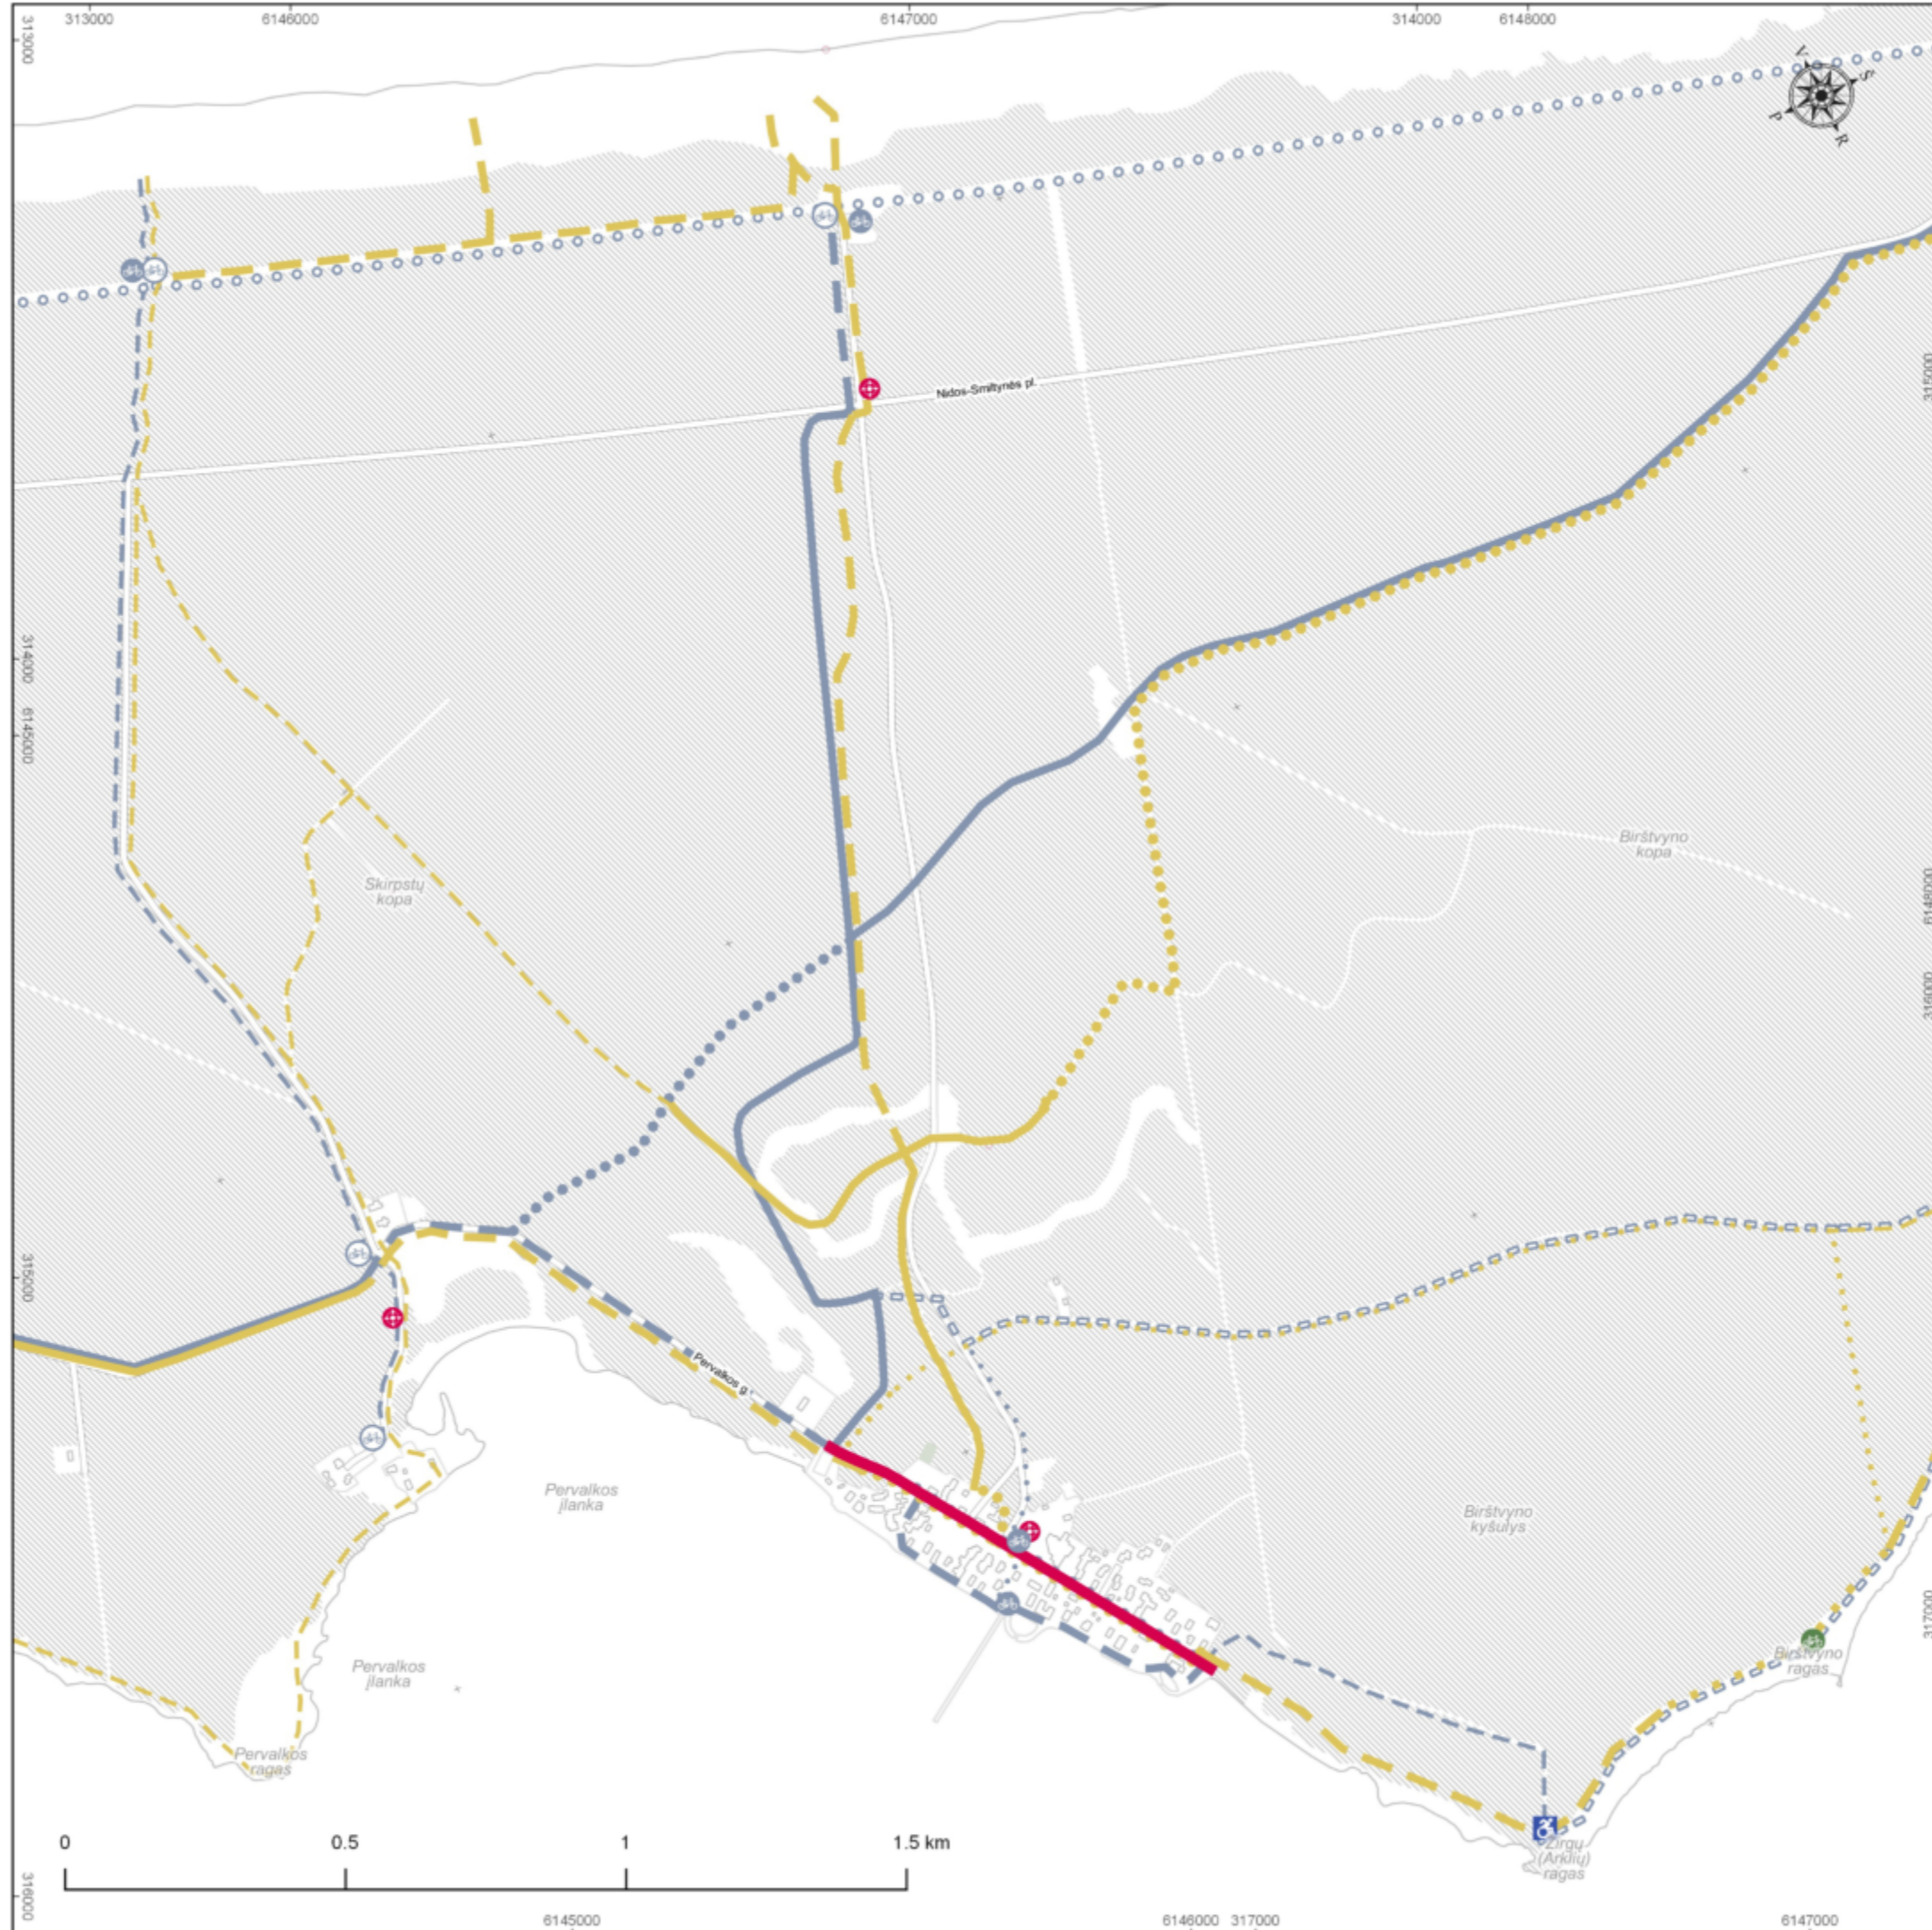 313000
6146000
6147000
314000
6148000
313000
V
S
P
R
Nidos-Smiltynės pl.
315000
314000
6145000
Birštvyno
kopa
Skirpstų
kopa
6148000
316000
315000
Pervalkos g.
Pervalkos
įlanka
Birštvyno
kyšulys
317000
Pervalkos
įlanka
Birštvyno
ragas
Pervalkos
ragas
0
0.5
1
1.5 km
Žirgų
(Arklių)
ragas
316000
6145000
6146000
317000
6147000